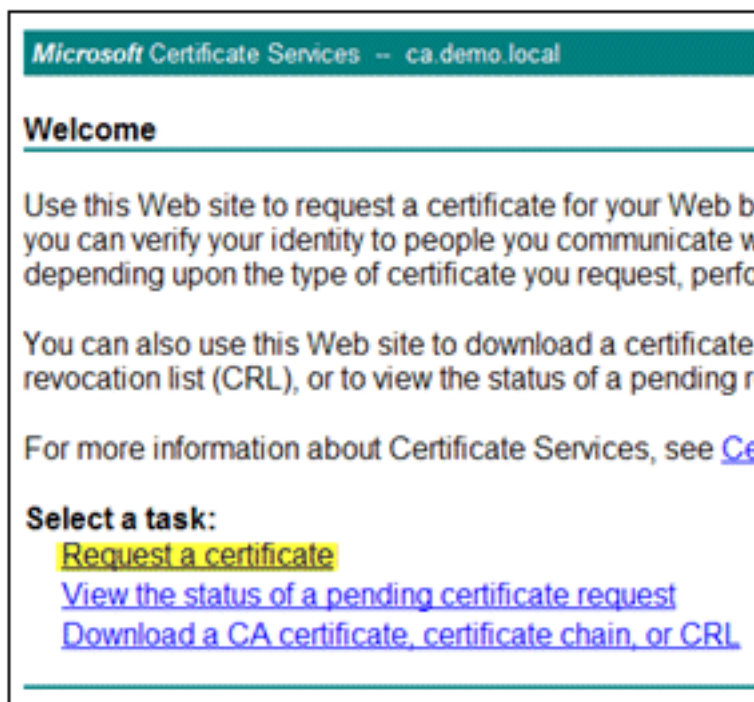 Microsoft Certificate Services -- ca.demo.local
Welcome
Use this Web site to request a certificate for your Web b
you can verify your identity to people you communicate w
depending upon the type of certificate you request, perfo
You can also use this Web site to download a certificate
revocation list (CRL), or to view the status of a pending r
For more information about Certificate Services, see Ce
Select a task:
Request a certificate
View the status of a pending certificate request
Download a CA certificate, certificate chain, or CRL